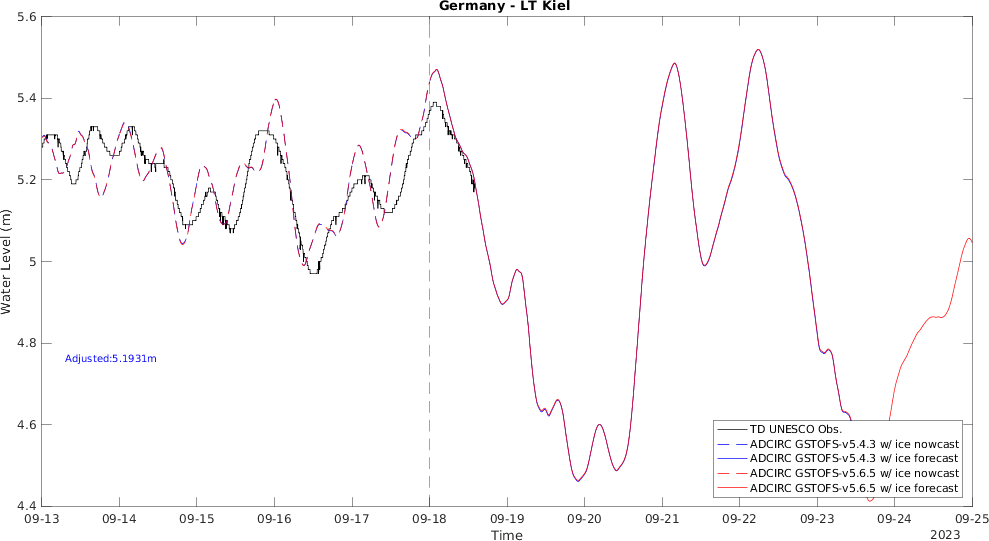 Germany - LT Kiel
5.6
5.4
5.2
5
4.8
4.6
4.4
Water Level (m)
Adjusted:5.1931m
TD UNESCO Obs.
ADCIRC GSTOFS-v5.4.3 w/ ice nowcast
ADCIRC GSTOFS-v5.4.3 w/ ice forecast
ADCIRC GSTOFS-v5.6.5 w/ ice nowcast
ADCIRC GSTOFS-v5.6.5 w/ ice forecast
09-13 09-14 09-15 09-16 09-17 09-18 09-19 09-20 09-21 09-22 09-23 09-24 09-25
Time
2023